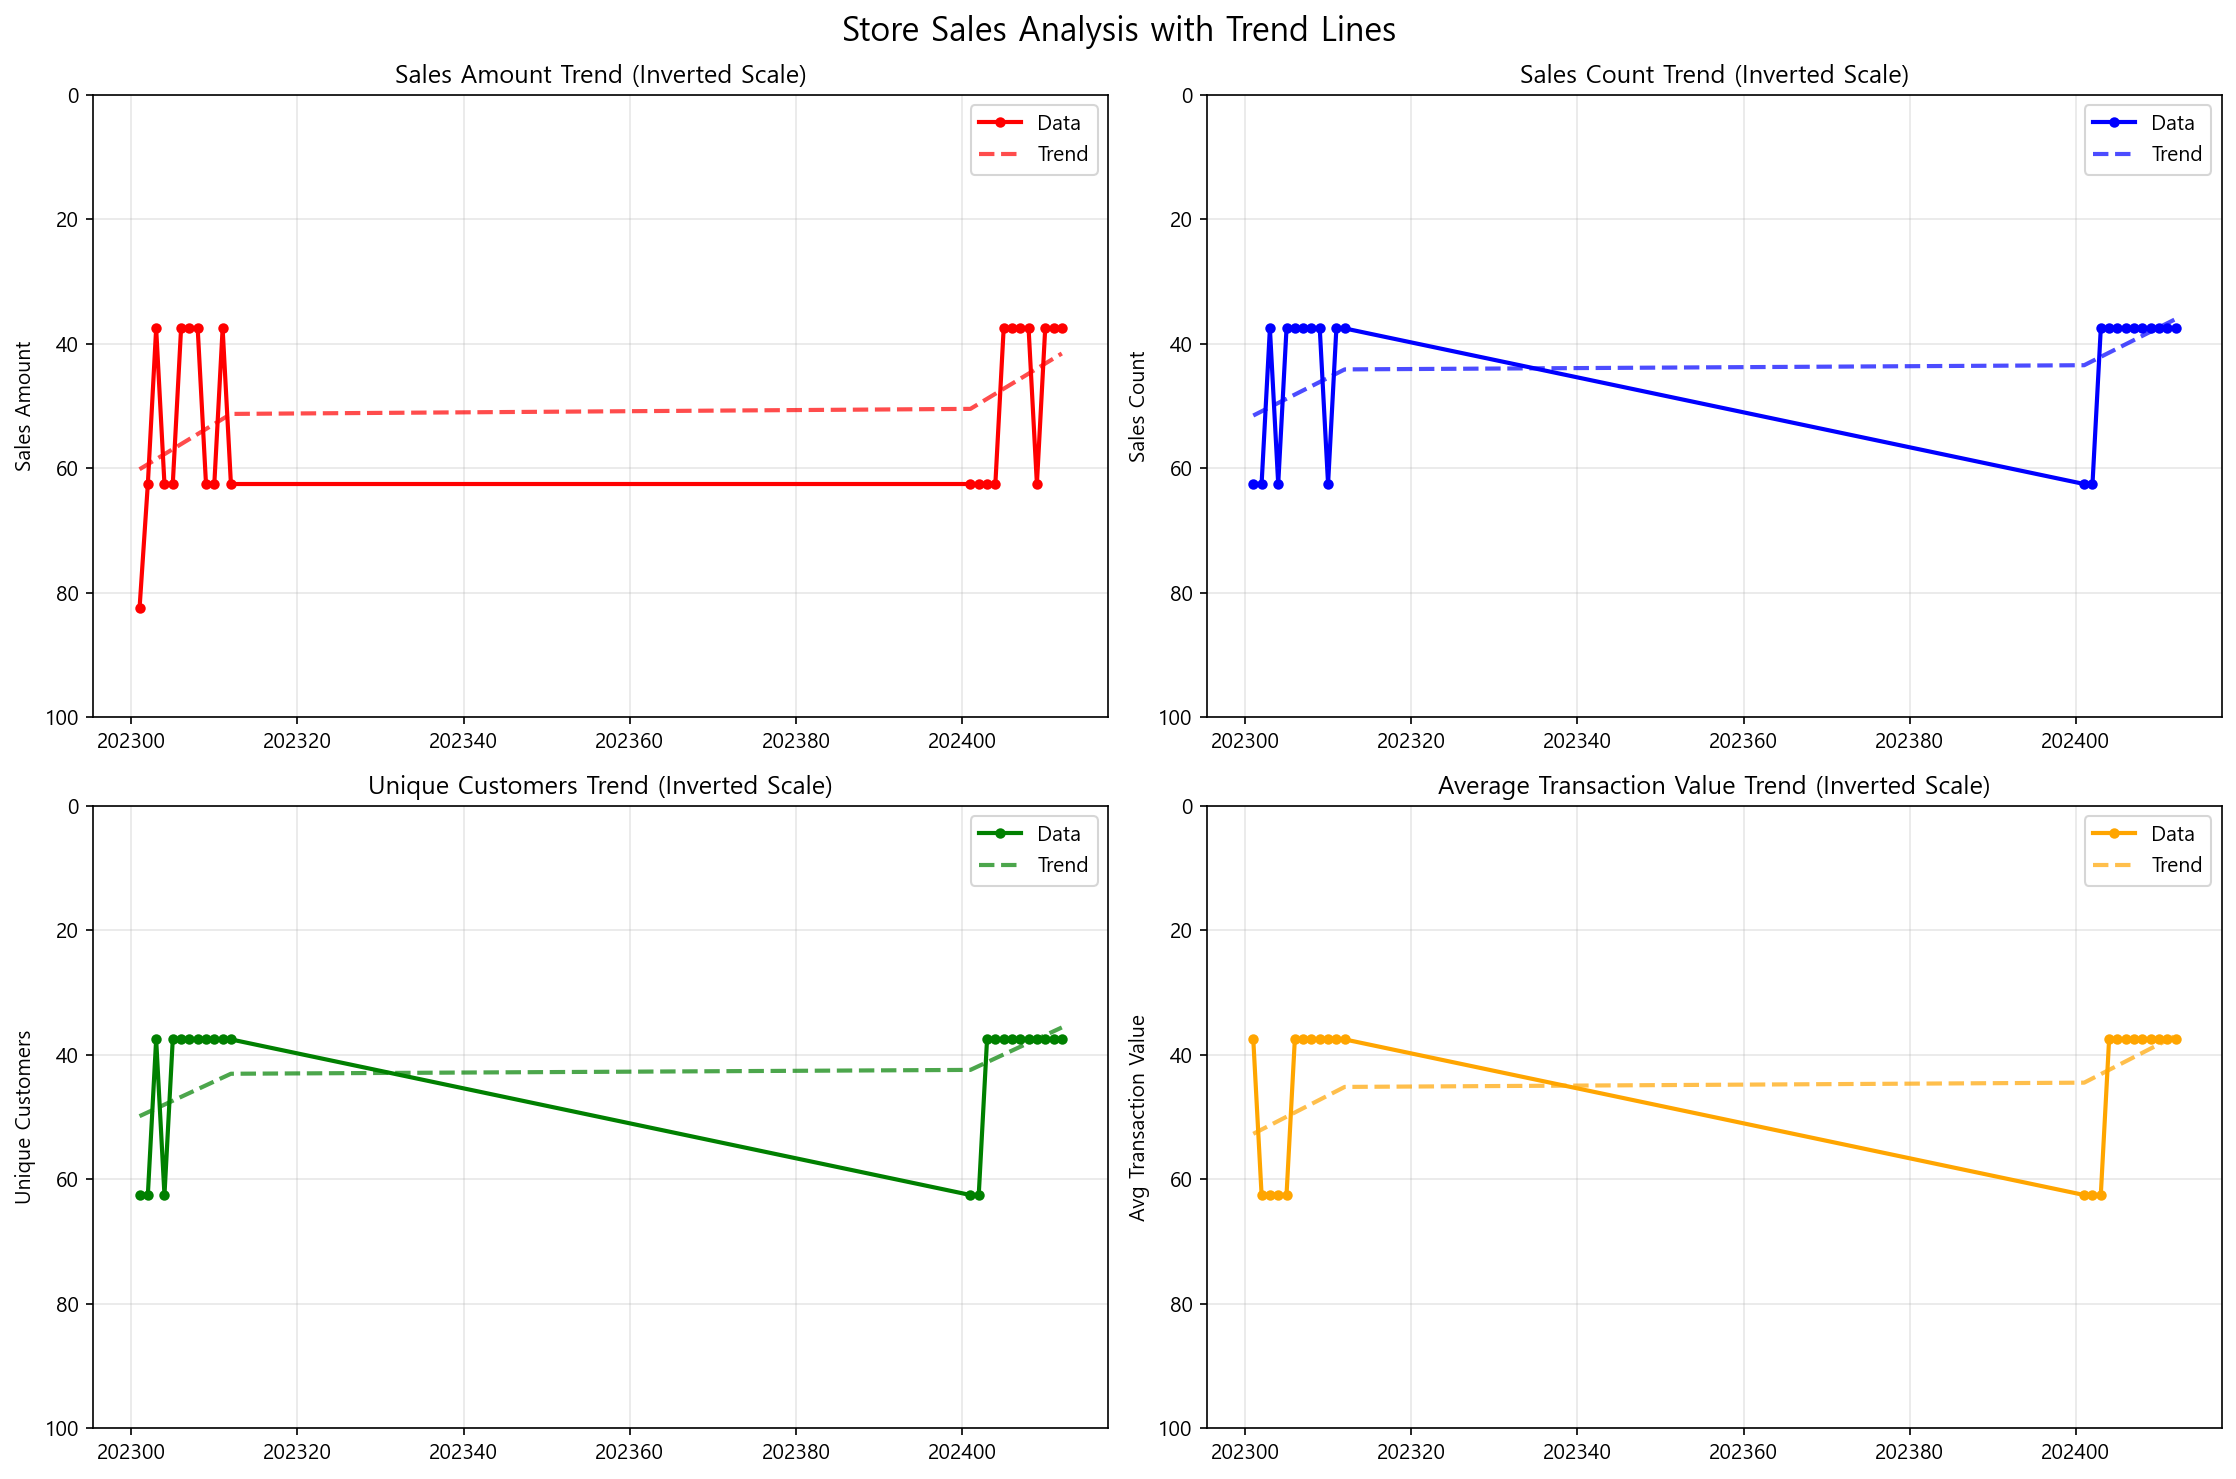 Store Sales Analysis with Trend Lines
Sales Amount Trend (Inverted Scale)
Sales Amount
0
20
40
60
80
100
202300 202320 202340 202360 202380 202400
Data
Trend
Sales Count Trend (Inverted Scale)
Sales Count
0
20
40
60
80
100
202300 202320 202340 202360 202380 202400
Data
Trend
Unique Customers Trend (Inverted Scale)
Unique Customers
0
20
40
60
80
100
202300 202320 202340 202360 202380 202400
Data
Trend
Average Transaction Value Trend (Inverted Scale)
Avg Transaction Value
0
20
40
60
80
100
202300 202320 202340 202360 202380 202400
Data
Trend